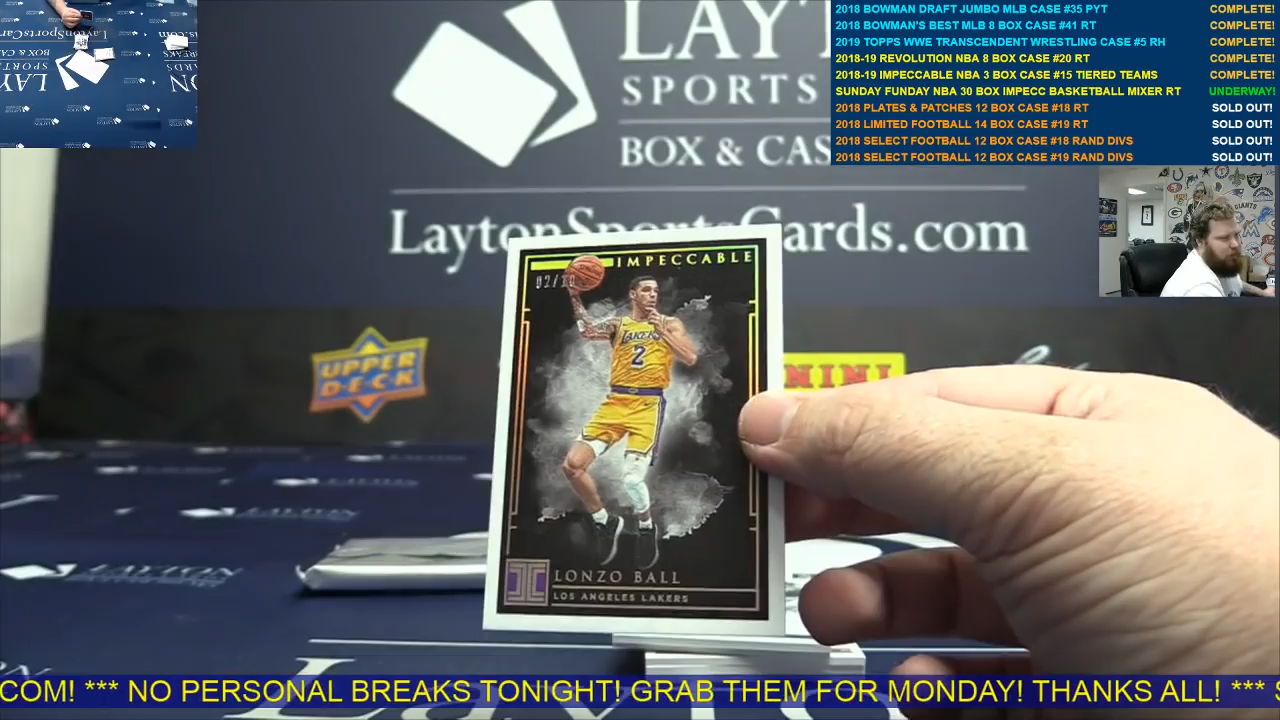 2018 BOWMAN DRAFT JUMBO MLB CASE #35 PYT COMPLETE!
2018 BOWMAN'S BEST MLB 8 BOX CASE #41 RT COMPLETE!
2019 TOPPS WWE TRANSCENDENT WRESTLING CASE #5 RH COMPLETE!
2018-19 REVOLUTION NBA 8 BOX CASE #20 RT COMPLETE!
2018-19 IMPECCABLE NBA 3 BOX CASE #15 TIERED TEAMS COMPLETE!
SUNDAY FUNDAY NBA 30 BOX IMPECC BASKETBALL MIXER RT UNDERWAY!
2018 PLATES & PATCHES 12 BOX CASE #18 RT SOLD OUT!
2018 LIMITED FOOTBALL 14 BOX CASE #19 RT SOLD OUT!
2018 SELECT FOOTBALL 12 BOX CASE #18 RAND DIVS SOLD OUT!
2018 SELECT FOOTBALL 12 BOX CASE #19 RAND DIVS SOLD OUT!
LAYT
SPORTS
BOX & CAS
LaytonSportsCards.com
IMPECCABLE
LAKERS
2
LONZO BALL
LOS ANGELES LAKERS
UPPER
DECK
PANINI
LAYTON
COM! *** NO PERSONAL BREAKS TONIGHT! GRAB THEM FOR MONDAY! THANKS ALL! *** S